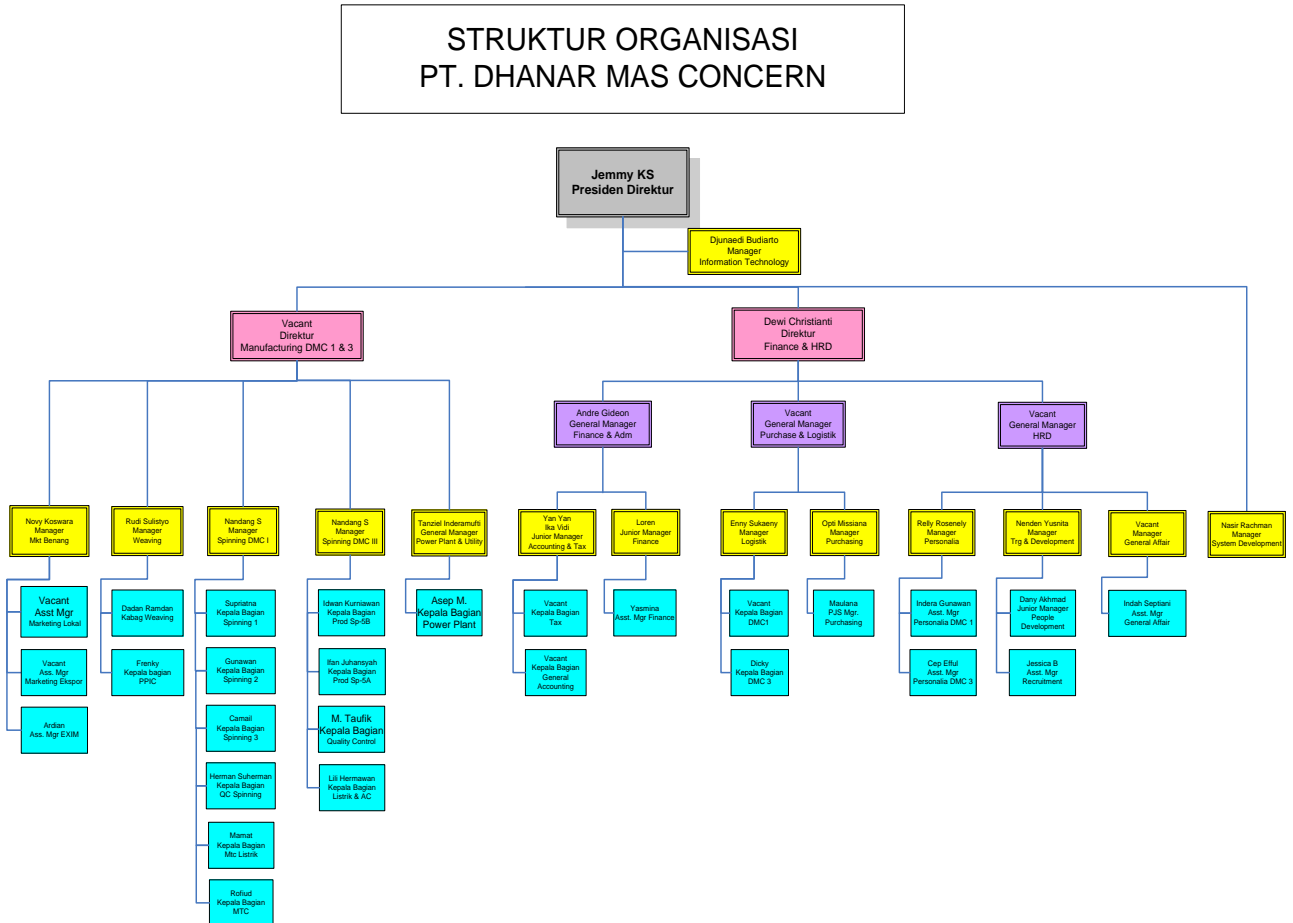 STRUKTUR ORGANISASI
PT. DHANAR MAS CONCERN
Jemmy KS
Presiden Direktur
Djunaedi Budiarto
Manager
Information Technology
Vacant
Direktur
Manufacturing DMC 1 & 3
Dewi Christianti
Direktur
Finance & HRD
Andre Gideon
General Manager
Finance & Adm
Vacant
General Manager
Purchase & Logistik
Vacant
General Manager
HRD
Novy Koswara
Manager
Mkt Benang
Rudi Sulistyo
Manager
Weaving
Nandang S
Manager
Spinning DMC I
Nandang S
Manager
Spinning DMC III
Tanziel Inderamufti
General Manager
Power Plant & Utility
Yan Yan
Ika Vidi
Junior Manager
Accounting & Tax
Loren
Junior Manager
Finance
Enny Sukaeny
Manager
Logistik
Opti Missiana
Manager
Purchasing
Relly Rosenely
Manager
Personalia
Nenden Yusnita
Manager
Trg & Development
Vacant
Manager
General Affair
Nasir Rachman
Manager
System Development
Vacant
Asst Mgr
Marketing Lokal
Dadan Ramdan
Kabag Weaving
Supriatna
Kepala Bagian
Spinning 1
Idwan Kurniawan
Kepala Bagian
Prod Sp-5B
Asep M.
Kepala Bagian
Power Plant
Vacant
Kepala Bagian
Tax
Yasmina
Asst. Mgr Finance
Vacant
Kepala Bagian
DMC1
Maulana
PJS Mgr.
Purchasing
Indera Gunawan
Asst. Mgr
Personalia DMC 1
Dany Akhmad
Junior Manager
People
Development
Indah Septiani
Asst. Mgr
General Affair
Vacant
Ass. Mgr
Marketing Ekspor
Frenky
Kepala bagian
PPIC
Gunawan
Kepala Bagian
Spinning 2
Ifan Juhansyah
Kepala Bagian
Prod Sp-5A
Vacant
Kepala Bagian
General
Accounting
Dicky
Kepala Bagian
DMC 3
Cep Efful
Asst. Mgr
Personalia DMC 3
Jessica B
Asst. Mgr
Recruitment
Ardian
Ass. Mgr EXIM
Camail
Kepala Bagian
Spinning 3
M. Taufik
Kepala Bagian
Quality Control
Herman Suherman
Kepala Bagian
QC Spinning
Lili Hermawan
Kepala Bagian
Listrik & AC
Mamat
Kepala Bagian
Mtc Listrik
Rofiud
Kepala Bagian
MTC